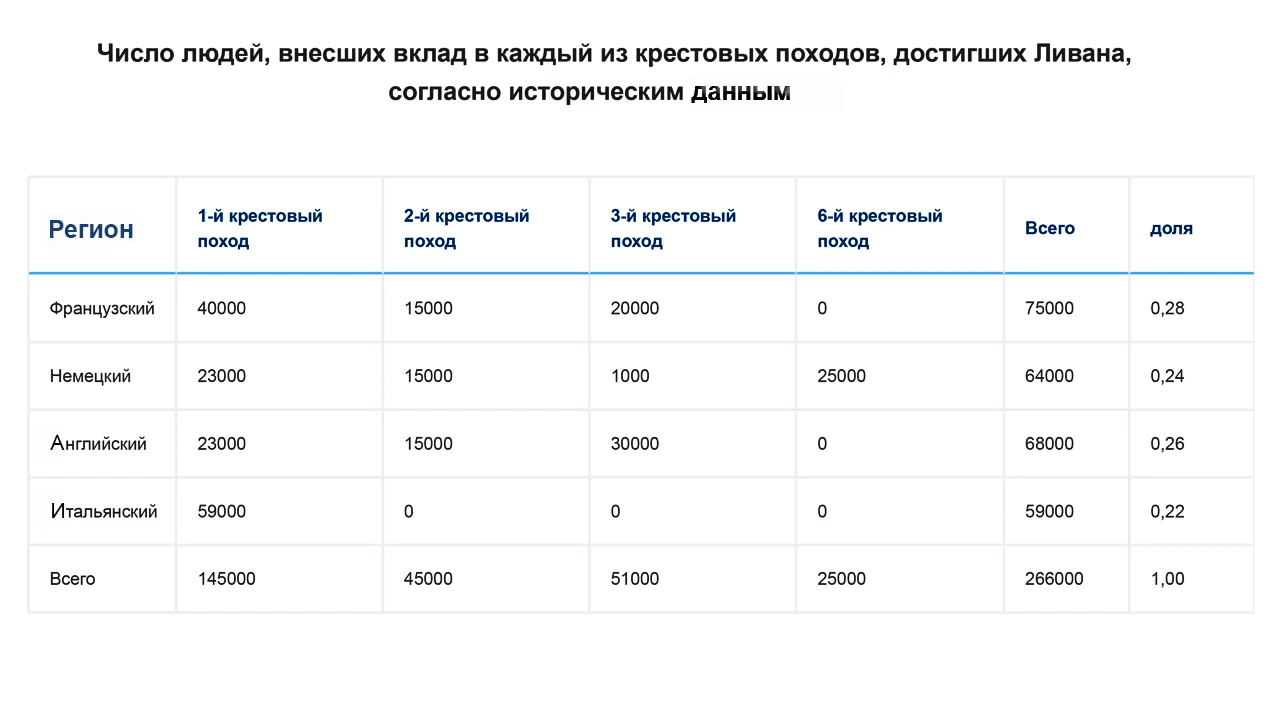 Число людей, внесших вклад в каждый из крестовых походов, достигших Ливана,
согласно историческим данным
Регион 1-й крестовый поход 2-й крестовый поход 3-й крестовый поход 6-й крестовый поход Всего доля
Французский 40000 15000 20000 0 75000 0,28
Немецкий 23000 15000 1000 25000 64000 0,24
Английский 23000 15000 30000 0 68000 0,26
Итальянский 59000 0 0 0 59000 0,22
Всего 145000 45000 51000 25000 266000 1,00